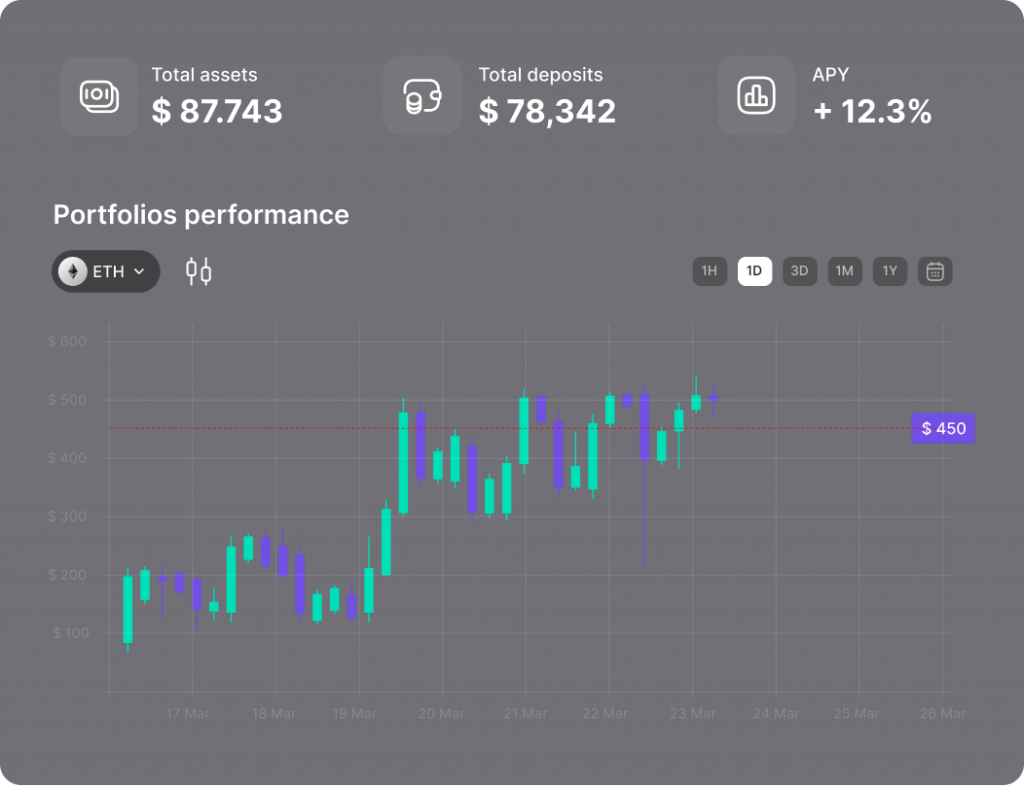 Total assets
$ 87.743
Total deposits
$ 78,342
APY
+ 12.3%
Portfolios performance
ETH
1H
1D
3D
1M
1Y
$ 600
$ 500
$ 450
$ 400
$ 300
$ 200
$ 100
17 Mar
18 Mar
19 Mar
20 Mar
21 Mar
22 Mar
23 Mar
24 Mar
25 Mar
26 Mar